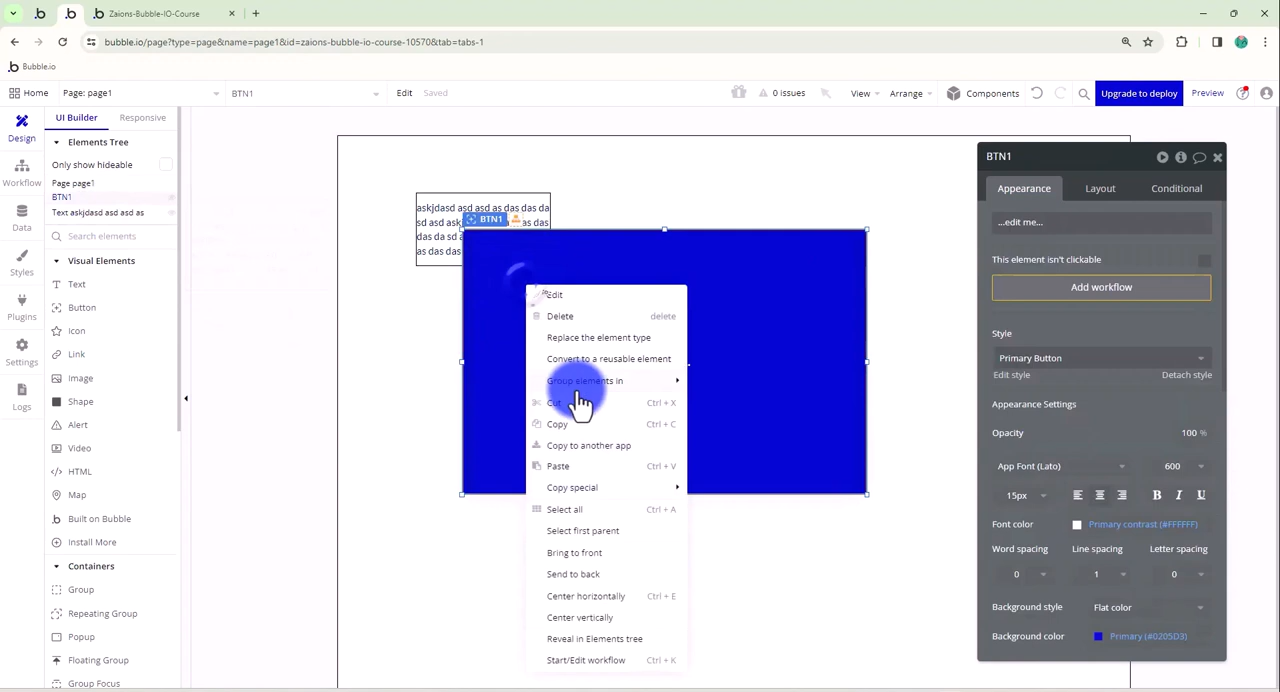 Zaions-Bubble-IO-Course
bubble.io/page?type=page&name=page1&id=zaions-bubble-io-course-10570&tab=tabs-1
Bubble.io
Home
Page: page1
BTN1
Edit
Saved
0 issues
View
Arrange
Components
Upgrade to deploy
Preview
Design
Workflow
Data
Styles
Plugins
Settings
Logs
UI Builder
Responsive
Elements Tree
Only show hideable
Page page1
BTN1
Text askjdasd asd asd as
Search elements
Visual Elements
Text
Button
Icon
Link
Image
Shape
Alert
Video
HTML
Map
Built on Bubble
Install More
Containers
Group
Repeating Group
Popup
Floating Group
Group Focus
askjdasd asd asd as das das da
sd asd askj as das
das da sd a
as das das
BTN1
Edit
Delete delete
Replace the element type
Convert to a reusable element
Group elements in
Cut Ctrl + X
Copy Ctrl + C
Copy to another app
Paste Ctrl + V
Copy special
Select all Ctrl + A
Select first parent
Bring to front
Send to back
Center horizontally Ctrl + E
Center vertically
Reveal in Elements tree
Start/Edit workflow Ctrl + K
BTN1
Appearance
Layout
Conditional
...edit me...
This element isn't clickable
Add workflow
Style
Primary Button
Edit style
Detach style
Appearance Settings
Opacity
100 %
App Font (Lato)
600
15px
B I U
Font color
Primary contrast (#FFFFFF)
Word spacing
Line spacing
Letter spacing
0
1
0
Background style
Flat color
Background color
Primary (#0205D3)